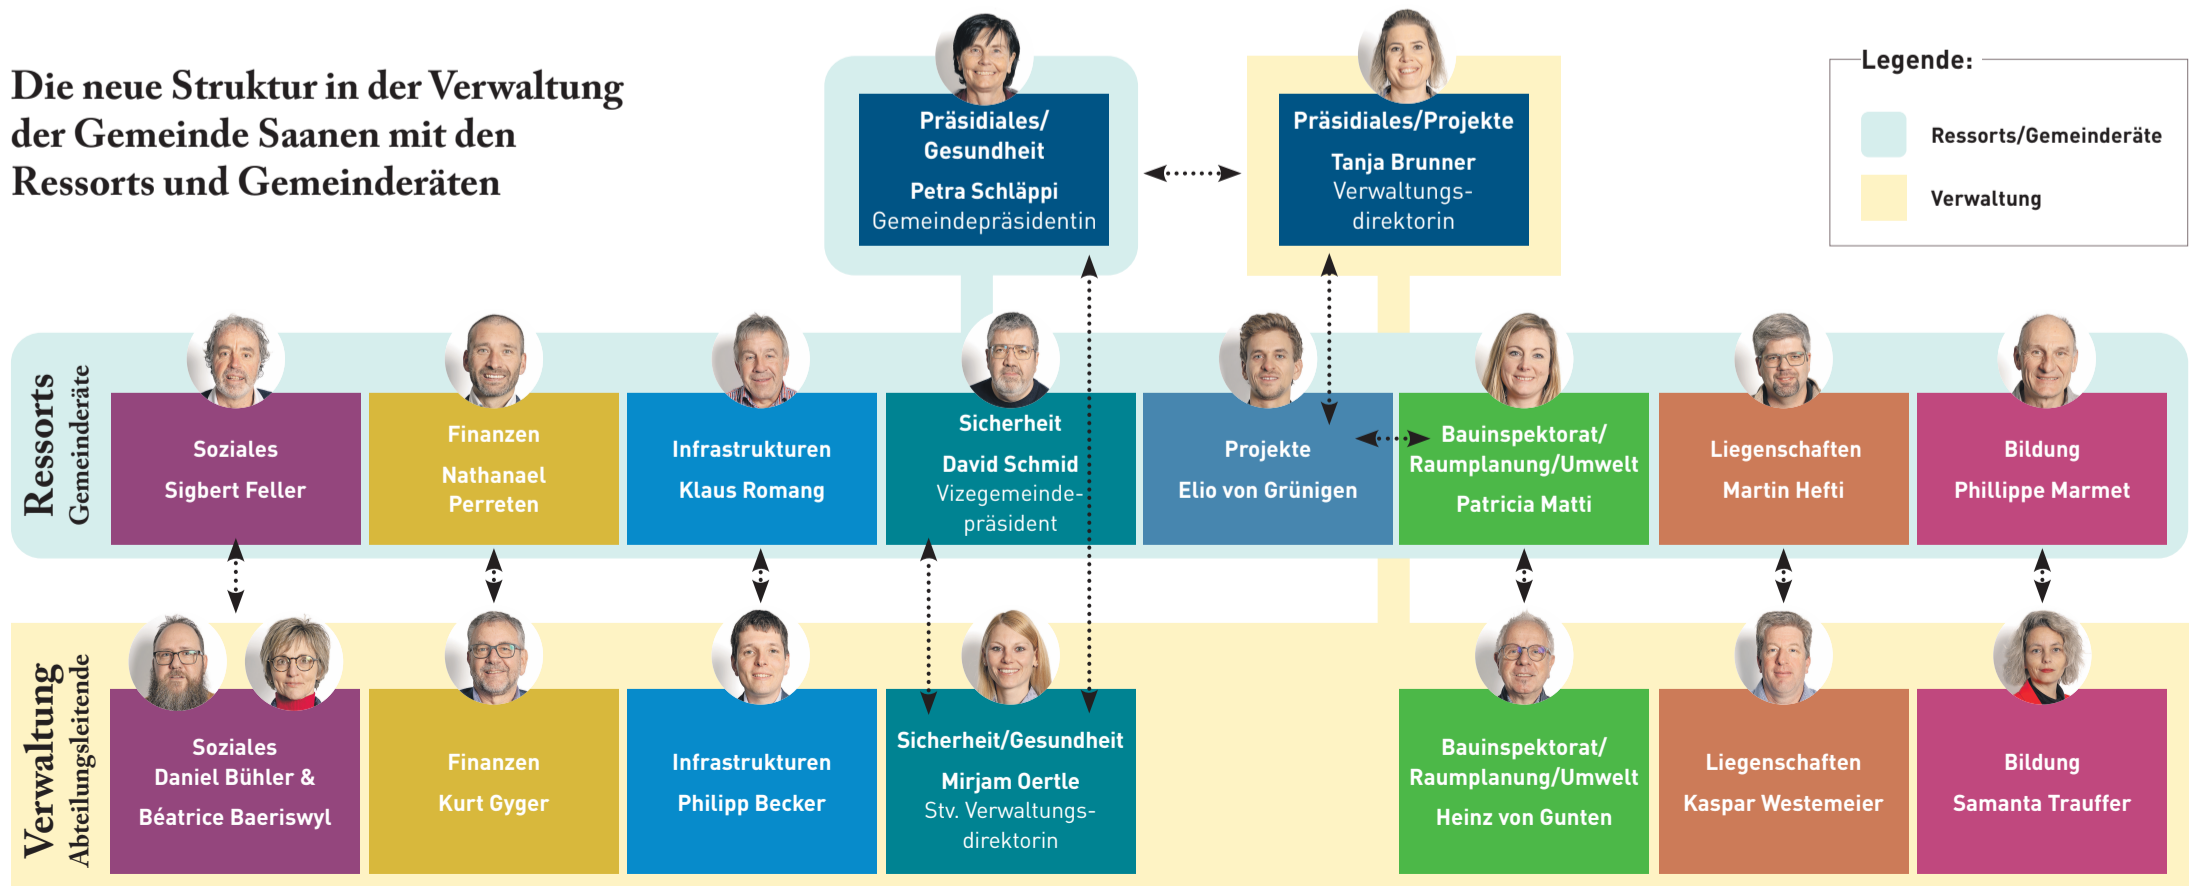 Die neue Struktur in der Verwaltung
der Gemeinde Saanen mit den
Ressorts und Gemeinderäten
Präsidiales/
Gesundheit
Petra Schläppi
Gemeindepräsidentin
Präsidiales/Projekte
Tanja Brunner
Verwaltungs-
direktorin
Legende:
Ressorts/Gemeinderäte
Verwaltung
Ressorts
Gemeinderäte
Soziales
Sigbert Feller
Finanzen
Nathanael
Perreten
Infrastrukturen
Klaus Romang
Sicherheit
David Schmid
Vizegemeinde-
präsident
Projekte
Elio von Grünigen
Bauinspektorat/
Raumplanung/Umwelt
Patricia Matti
Liegenschaften
Martin Hefti
Bildung
Phillippe Marmet
Verwaltung
Abteilungsleitende
Soziales
Daniel Bühler &
Béatrice Baeriswyl
Finanzen
Kurt Gyger
Infrastrukturen
Philipp Becker
Sicherheit/Gesundheit
Mirjam Oertle
Stv. Verwaltungs-
direktorin
Bauinspektorat/
Raumplanung/Umwelt
Heinz von Gunten
Liegenschaften
Kaspar Westemeier
Bildung
Samanta Trauffer